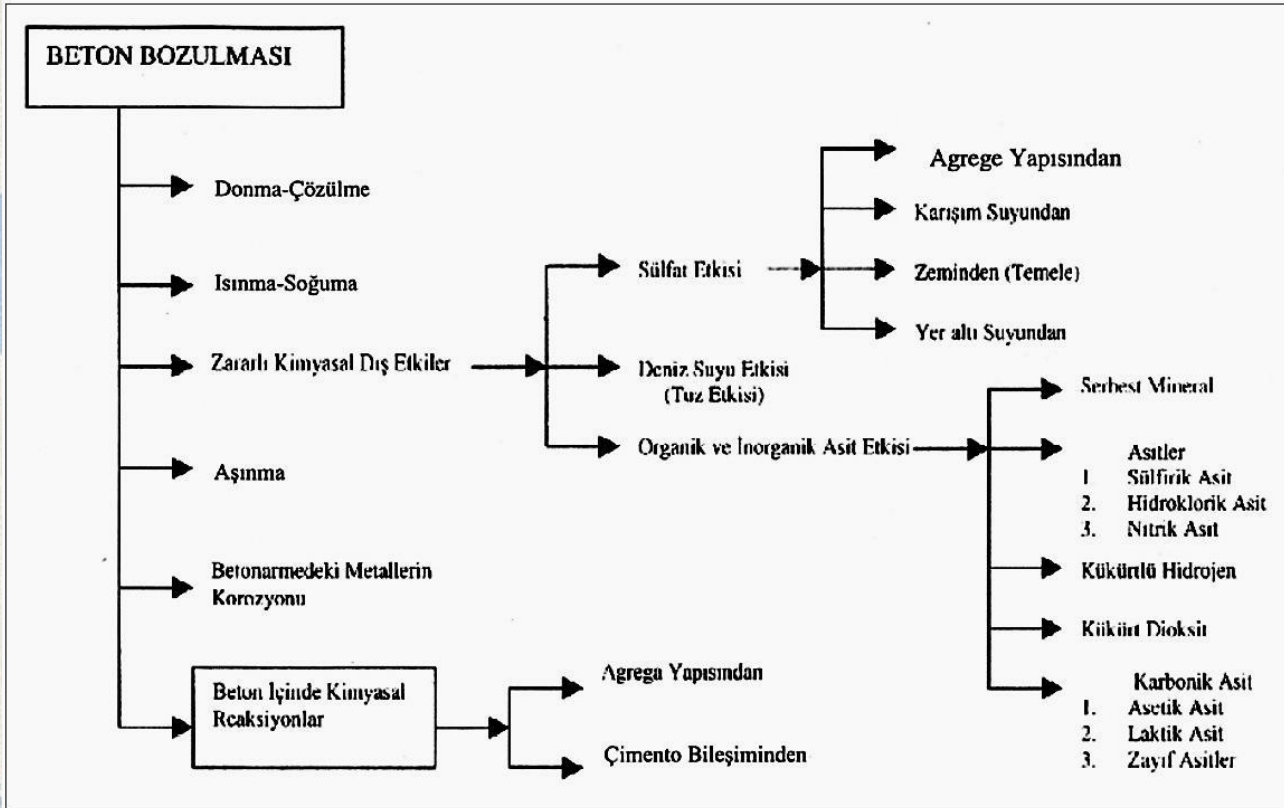 BETON BOZULMASI
Donma-Çözülme
Isınma-Soğuma
Zararlı Kimyasal Dış Etkiler
Aşınma
Betonarmedeki Metallerin
Korozyonu
Beton İçinde Kimyasal
Reaksiyonlar
Sülfat Etkisi
Deniz Suyu Etkisi
(Tuz Etkisi)
Organik ve İnorganik Asit Etkisi
Agrege Yapısından
Karışım Suyundan
Zeminden (Temele)
Yer altı Suyundan
Serbest Mineral
Asıtler
1. Sülfirik Asit
2. Hidroklorik Asit
3. Nıtrik Asıt
Kükürtlü Hidrojen
Kükürt Dioksit
Karbonik Asit
1. Asetik Asit
2. Laktik Asit
3. Zayıf Asitler
Agrega Yapısından
Çimento Bileşiminden